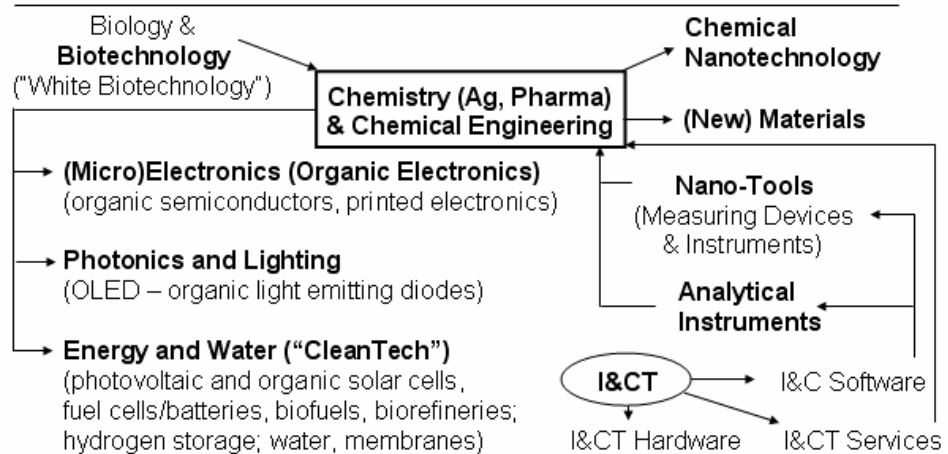 Biology &
Biotechnology
("White Biotechnology")
Chemistry (Ag, Pharma)
& Chemical Engineering
Chemical
Nanotechnology
(New) Materials
(Micro)Electronics (Organic Electronics)
(organic semiconductors, printed electronics)
Photonics and Lighting
(OLED – organic light emitting diodes)
Energy and Water (“CleanTech”)
(photovoltaic and organic solar cells,
fuel cells/batteries, biofuels, biorefineries;
hydrogen storage; water, membranes)
Nano-Tools
(Measuring Devices
& Instruments)
Analytical
Instruments
I&CT
I&C Software
I&CT Hardware
I&CT Services